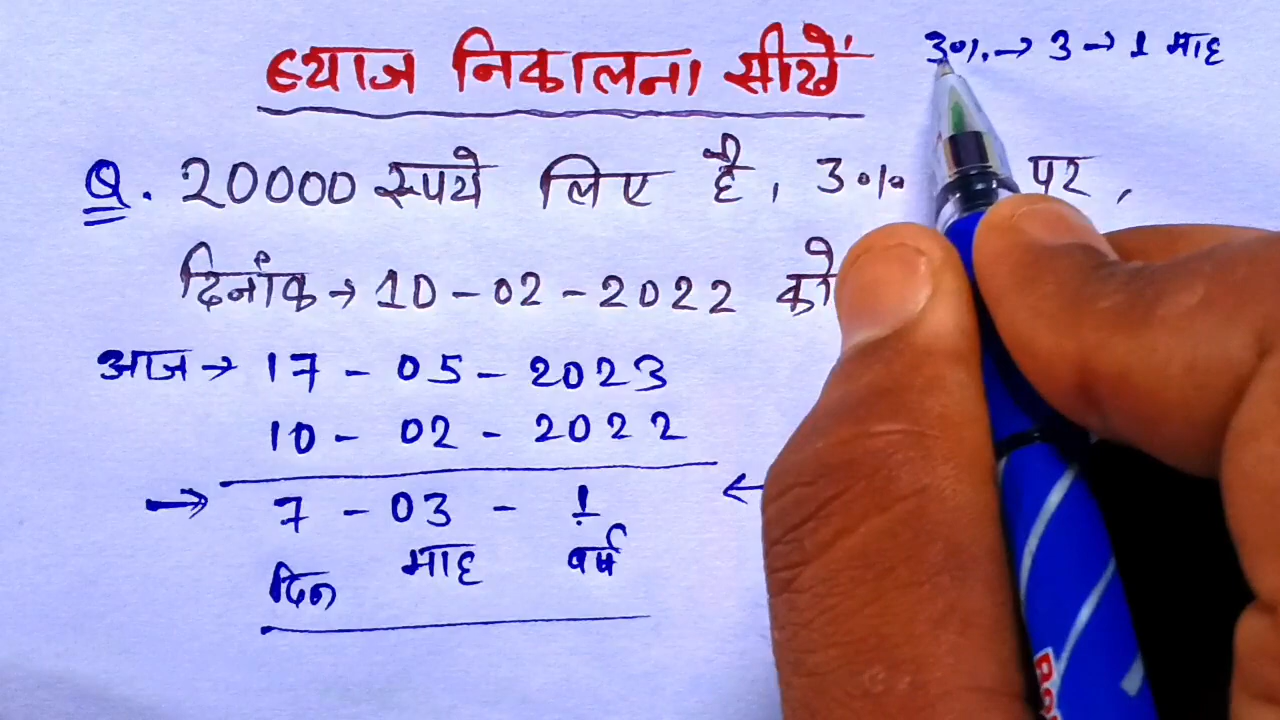 ब्याज निकालना सीखें
3% → 3 → 1 माह
Q. 20000 रुपये लिए है, 3% पर,
दिनांक → 10-02-2022 को
आज → 17-05-2023
10-02-2022
→ 7-03-1 ←
दिन माह वर्ष